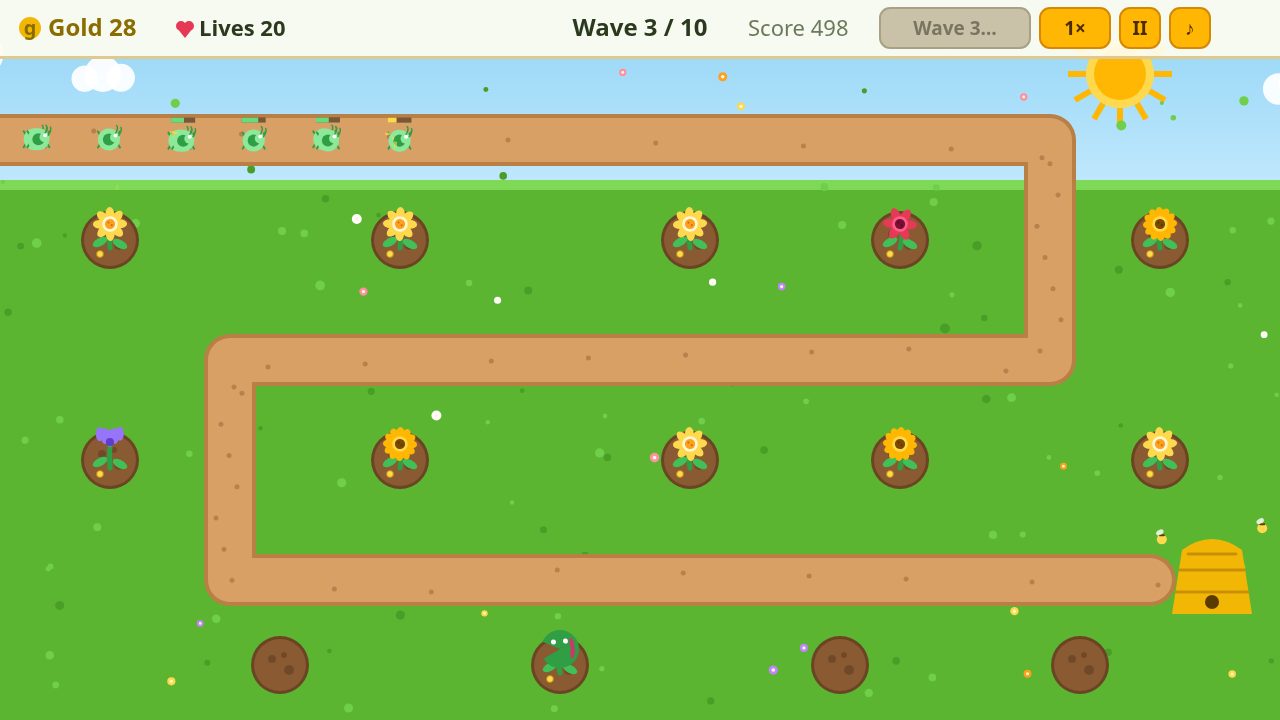 g Gold 28
Lives 20
Wave 3 / 10
Score 498
Wave 3...
1×
II
♪